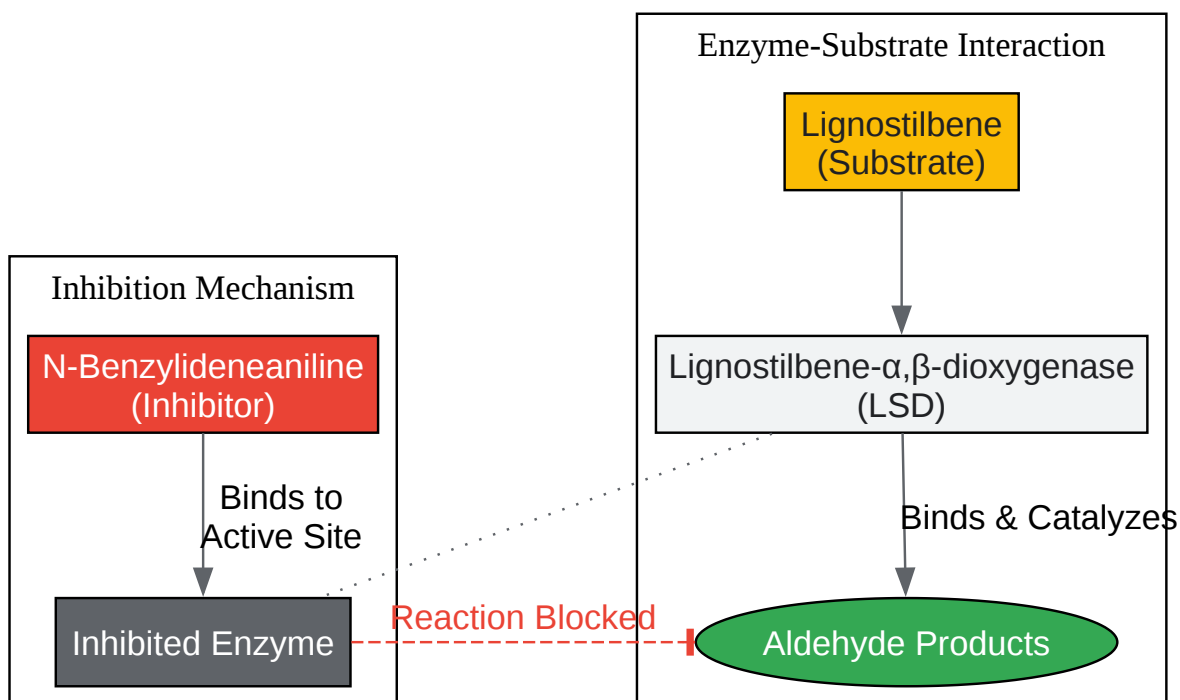 Enzyme-Substrate Interaction
Lignostilbene
(Substrate)
Inhibition Mechanism
N-Benzylideneaniline
(Inhibitor)
Lignostilbene-α,β-dioxygenase
(LSD)
Binds to
Active Site
Binds & Catalyzes
Inhibited Enzyme
Reaction Blocked
Aldehyde Products